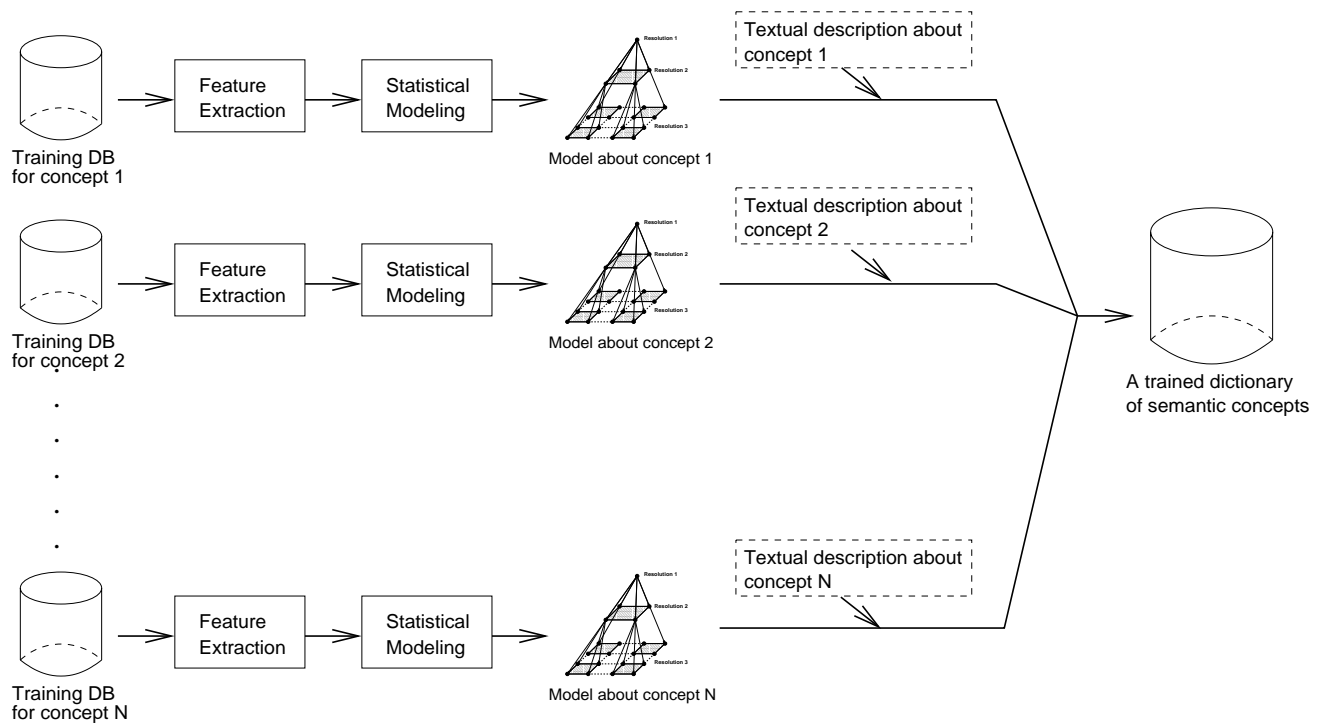 Training DB
for concept 1
Feature
Extraction
Statistical
Modeling
Resolution 1
Resolution 2
Resolution 3
Model about concept 1
Textual description about
concept 1
Training DB
for concept 2
Feature
Extraction
Statistical
Modeling
Resolution 1
Resolution 2
Resolution 3
Model about concept 2
Textual description about
concept 2
A trained dictionary
of semantic concepts
Training DB
for concept N
Feature
Extraction
Statistical
Modeling
Resolution 1
Resolution 2
Resolution 3
Model about concept N
Textual description about
concept N